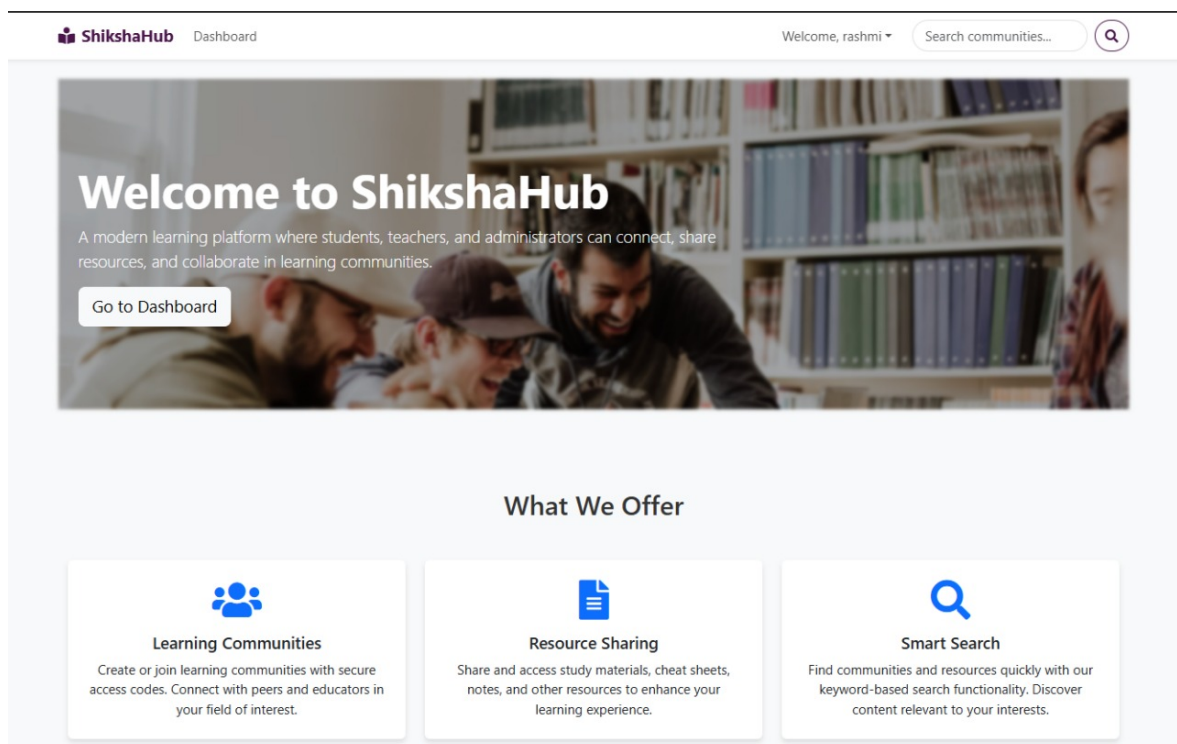 ShikshaHub Dashboard Welcome, rashmi Search communities...
Welcome to ShikshaHub
A modern learning platform where students, teachers, and administrators can connect, share
resources, and collaborate in learning communities.
Go to Dashboard
What We Offer
Learning Communities
Create or join learning communities with secure
access codes. Connect with peers and educators in
your field of interest.
Resource Sharing
Share and access study materials, cheat sheets,
notes, and other resources to enhance your
learning experience.
Smart Search
Find communities and resources quickly with our
keyword-based search functionality. Discover
content relevant to your interests.